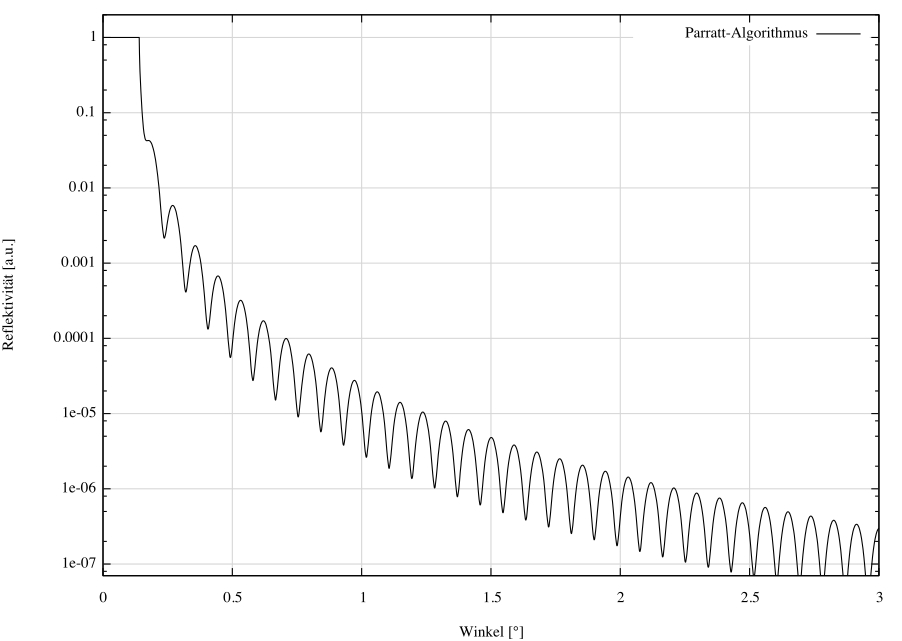 Parratt-Algorithmus
1
0.1
0.01
0.001
0.0001
1e-05
1e-06
1e-07
Reflektivität [a.u.]
0 0.5 1 1.5 2 2.5 3
Winkel [°]